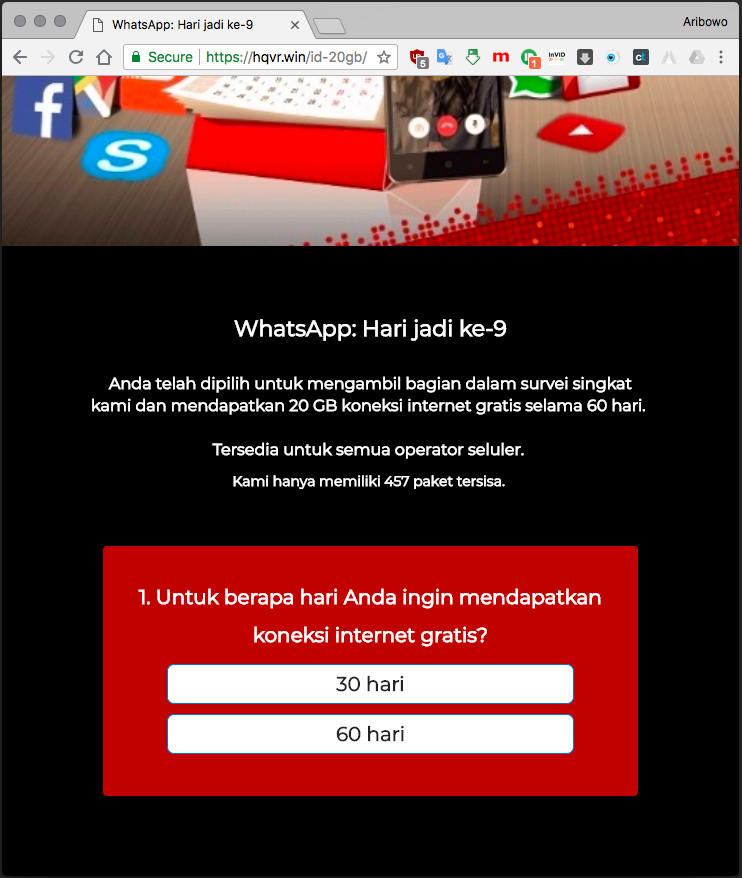 WhatsApp: Hari jadi ke-9
Aribowo
Secure
https://hqvr.win/id-20gb/
5
1
InVID
WhatsApp: Hari jadi ke-9
Anda telah dipilih untuk mengambil bagian dalam survei singkat
kami dan mendapatkan 20 GB koneksi internet gratis selama 60 hari.
Tersedia untuk semua operator seluler.
Kami hanya memiliki 457 paket tersisa.
1. Untuk berapa hari Anda ingin mendapatkan
koneksi internet gratis?
30 hari
60 hari